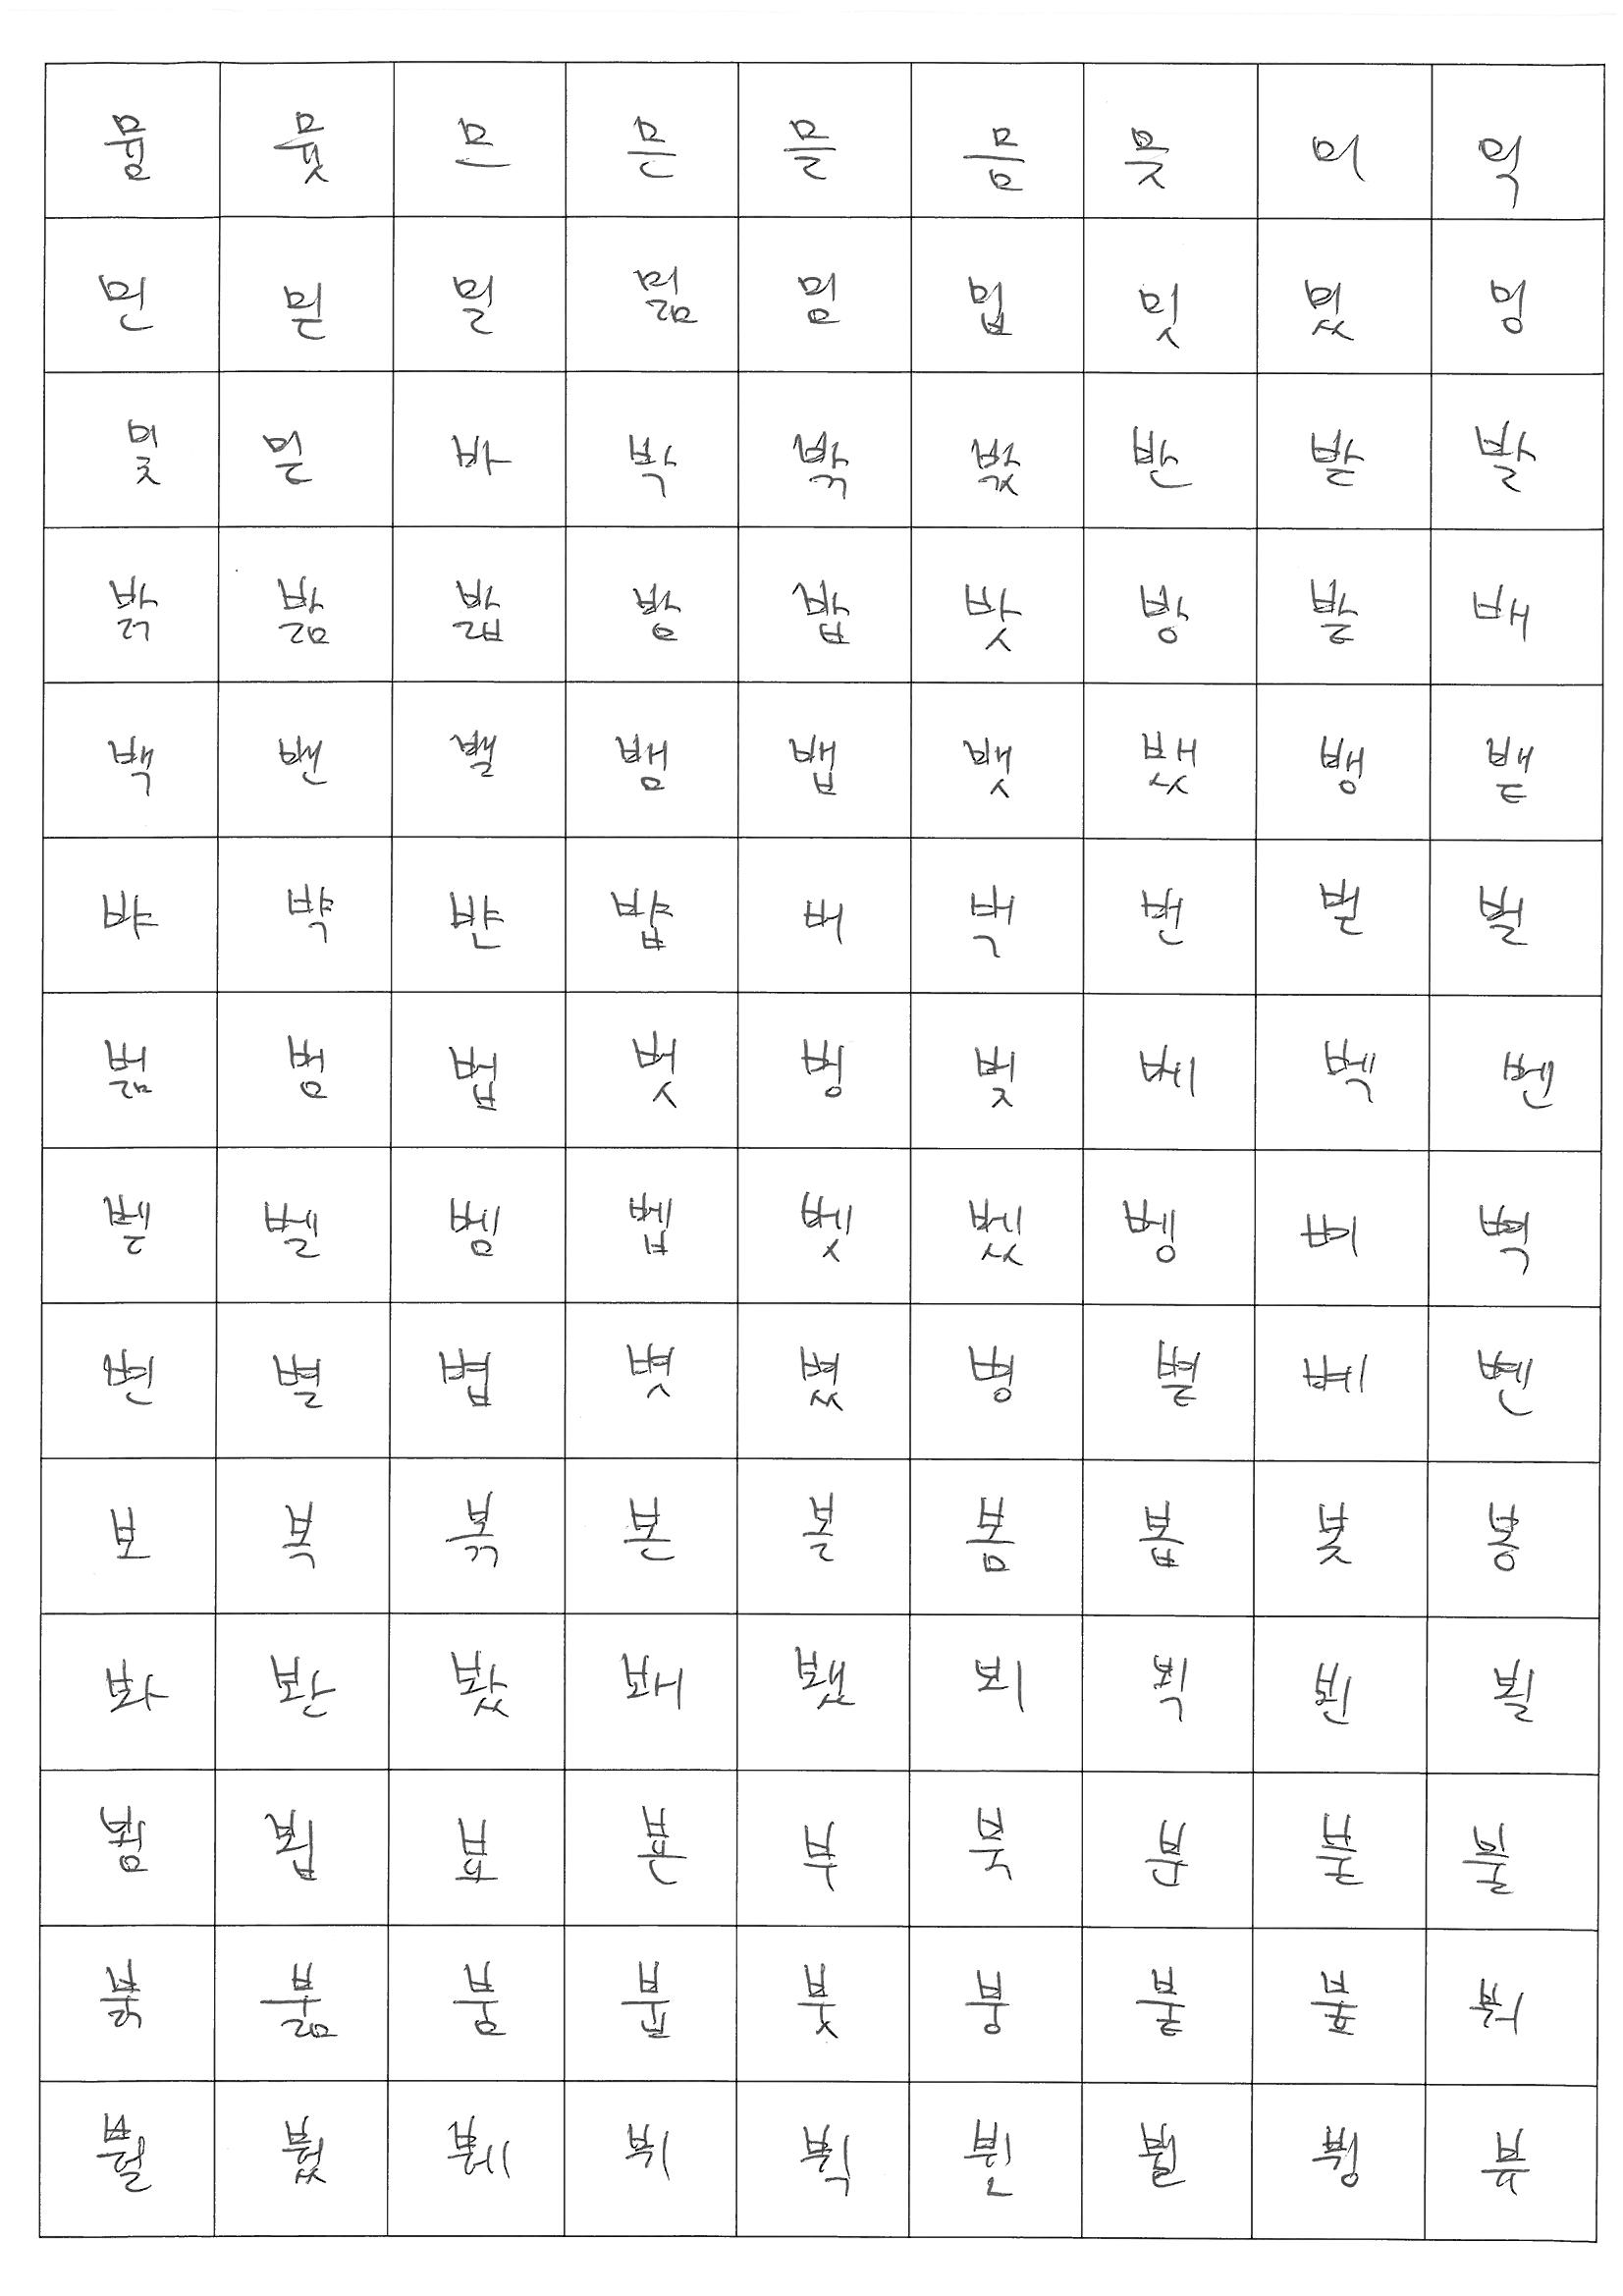 뮴 뮷 므 믄 믈 믐 믓 미 믹
민 믿 밀 밂 밈 밉 밋 밌 밍
및 밑 바 박 밖 밗 반 받 발
밝 밞 밟 밤 밥 밧 방 밭 배
백 밴 밸 뱀 뱁 뱃 뱄 뱅 뱉
뱌 뱍 뱐 뱝 버 벅 번 벋 벌
벎 범 법 벗 벙 벚 베 벡 벤
벧 벨 벰 벱 벳 벴 벵 벼 벽
변 별 볍 볏 볐 병 볕 볘 볜
보 복 볶 본 볼 봄 봅 봇 봉
봐 봔 봤 봬 뵀 뵈 뵉 뵌 뵐
뵘 뵙 뵤 뵨 부 북 분 붇 불
붉 붊 붐 붑 붓 붕 붙 붚 붜
붤 붰 붸 뷔 뷕 뷘 뷜 뷩 뷰